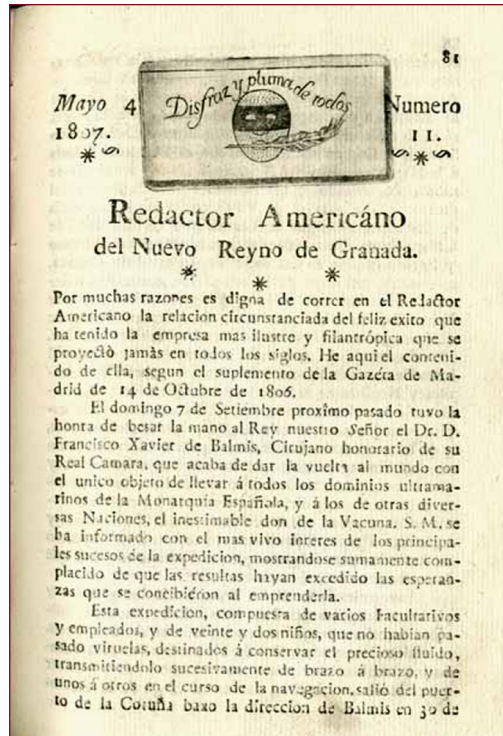 81
Disfraz y pluma de todos
Mayo 4 Numero
1807. 11.
Redactor Americáno
del Nuevo Reyno de Granada.
Por muchas razones es digna de correr en el Redactor
Americano la relacion circunstanciada del feliz exito que
ha tenido la empresa mas ilustre y filantrópica que se
proyectó jamàs en todos los siglos. He aqui el conteni-
do de ella, segun el suplemento de la Gazéta de Ma-
drid de 14 de Octubre de 1806.
El domingo 7 de Setiembre proximo pasado tuvo la
honra de besar la mano al Rey nuestro Señor el Dr. D.
Francisco Xavier de Balmis, Cirujano honorario de su
Real Camara, que acaba de dar la vuelta al mundo con
el unico objeto de llevar á todos los dominios ultrama-
rinos de la Monarquía Española, y á los de otras diver-
sas Naciones, el inestimable don de la Vacuna. S. M. se
ha informado con el mas vivo interes de los principa-
les sucesos de la expedicion, mostrandose sumamente com-
placido de que las resultas hayan excedido las esperan-
zas que se concibiéron al emprenderla.
Esta expedicion, compuesta de varios Facultativos
y empleados, y de veinte y dos niños, que no habian pa-
sado viruelas, destinados á conservar el precioso fluido,
transmitiendolo sucesivamente de brazo á brazo, y de
unos á otros en el curso de la navegacion, salió del puer-
to de la Coruña baxo la direccion de Balmis en 30 de